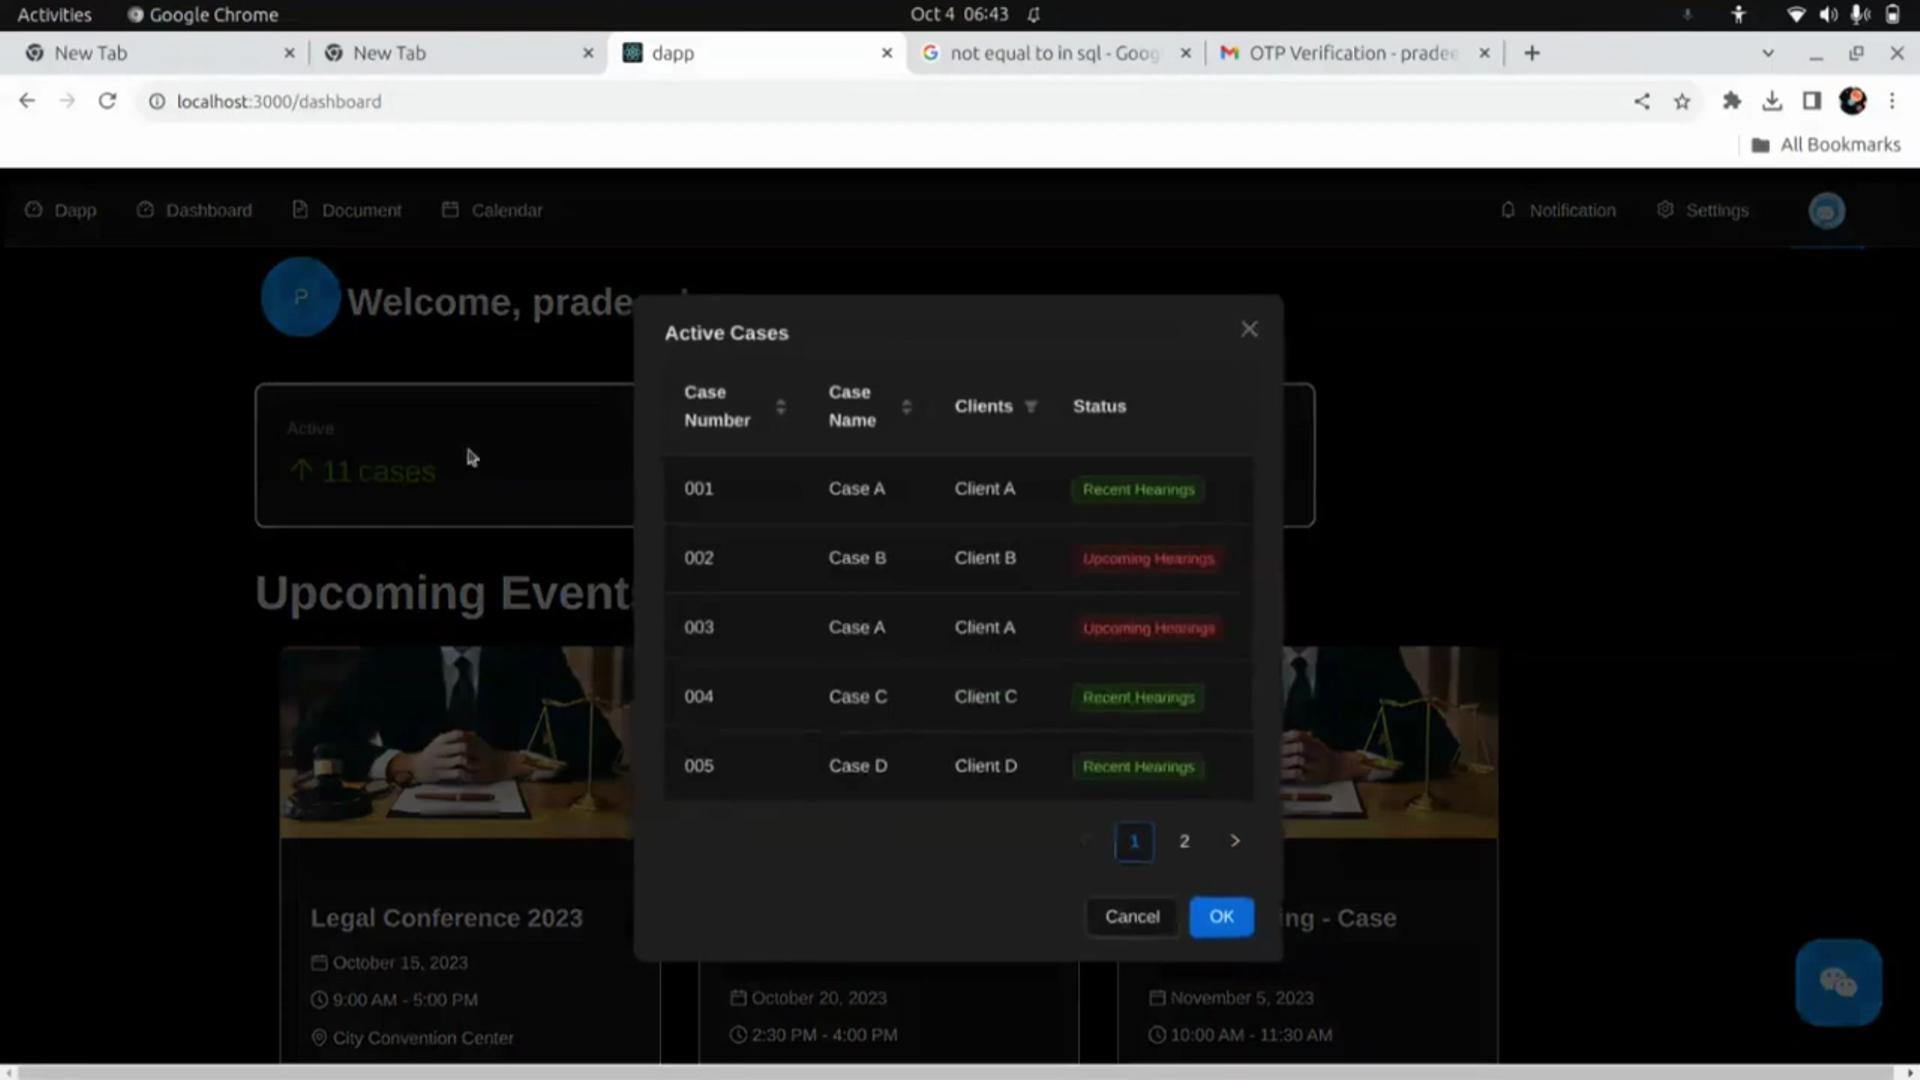 Activities
Google Chrome
Oct 4 06:43
New Tab
New Tab
dapp
not equal to in sql - Goog
OTP Verification - pradee
localhost:3000/dashboard
All Bookmarks
Dapp
Dashboard
Document
Calendar
Notification
Settings
P
Welcome,
Active
11 cases
Active Cases
Case Number
Case Name
Clients
Status
001 Case A Client A Recent Hearings
002 Case B Client B Upcoming Hearings
003 Case A Client A Upcoming Hearings
004 Case C Client C Recent Hearings
005 Case D Client D Recent Hearings
1
2
Cancel
OK
Upcoming Event
Legal Conference 2023
October 15, 2023
9:00 AM - 5:00 PM
City Convention Center
October 20, 2023
2:30 PM - 4:00 PM
ing - Case
November 5, 2023
10:00 AM - 11:30 AM